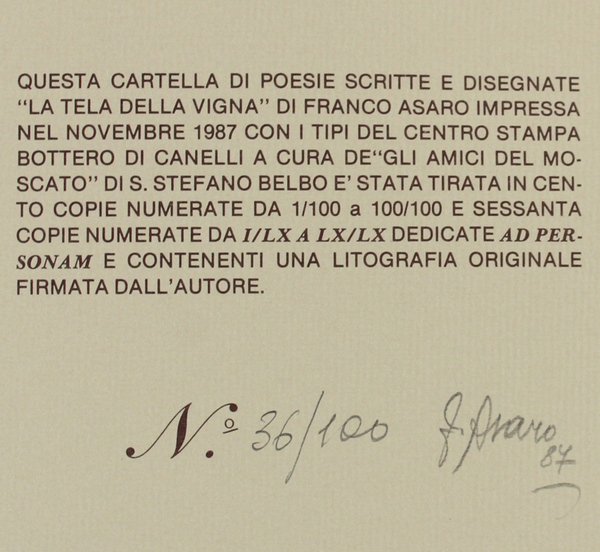 QUESTA CARTELLA DI POESIE SCRITTE E DISEGNATE
"LA TELA DELLA VIGNA" DI FRANCO ASARO IMPRESSA
NEL NOVEMBRE 1987 CON I TIPI DEL CENTRO STAMPA
BOTTERO DI CANELLI A CURA DE"GLI AMICI DEL MO-
SCATO" DI S. STEFANO BELBO E' STATA TIRATA IN CEN-
TO COPIE NUMERATE DA 1/100 a 100/100 E SESSANTA
COPIE NUMERATE DA I/LX A LX/LX DEDICATE AD PER-
SONAM E CONTENENTI UNA LITOGRAFIA ORIGINALE
FIRMATA DALL'AUTORE.
N.º 36/100 F. Asaro
87